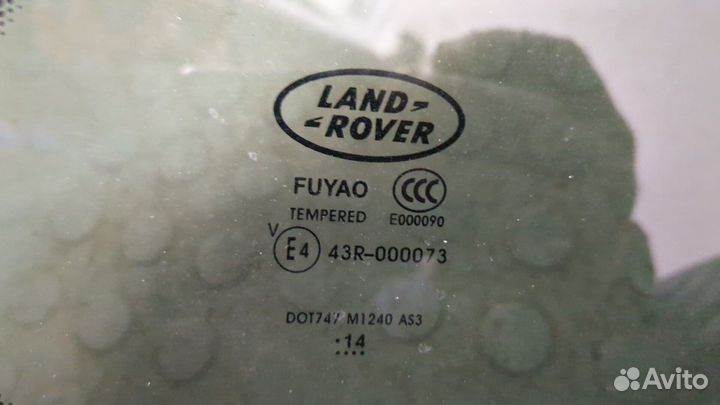 LAND
ROVER
FUYAO CCC
TEMPERED E000090
V
E4 43R-000073
DOT747 M1240 AS3
.14
....
Avito